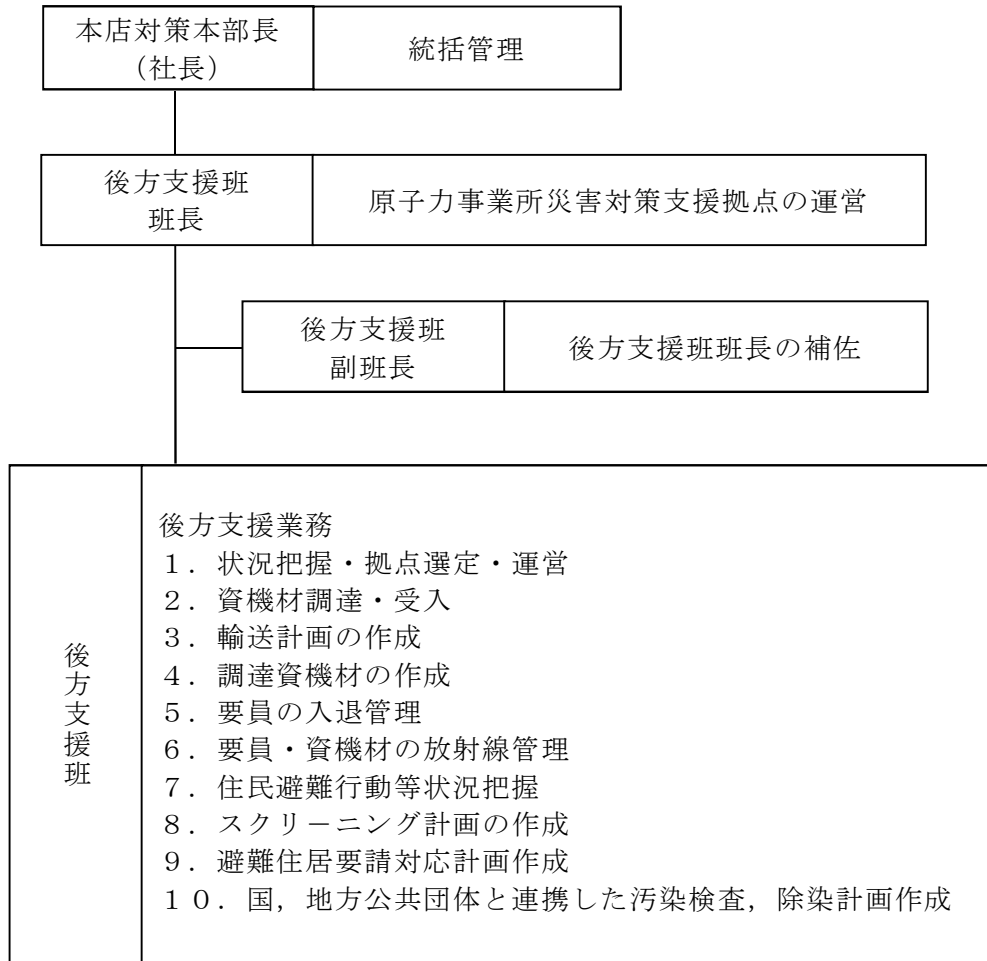 本店対策本部長
(社長)
統括管理
後方支援班
班長
原子力事業所災害対策支援拠点の運営
後方支援班
副班長
後方支援班班長の補佐
後方支援班
後方支援業務
１．状況把握・拠点選定・運営
２．資機材調達・受入
３．輸送計画の作成
４．調達資機材の作成
５．要員の入退管理
６．要員・資機材の放射線管理
７．住民避難行動等状況把握
８．スクリーニング計画の作成
９．避難住居要請対応計画作成
１０．国，地方公共団体と連携した汚染検査，除染計画作成